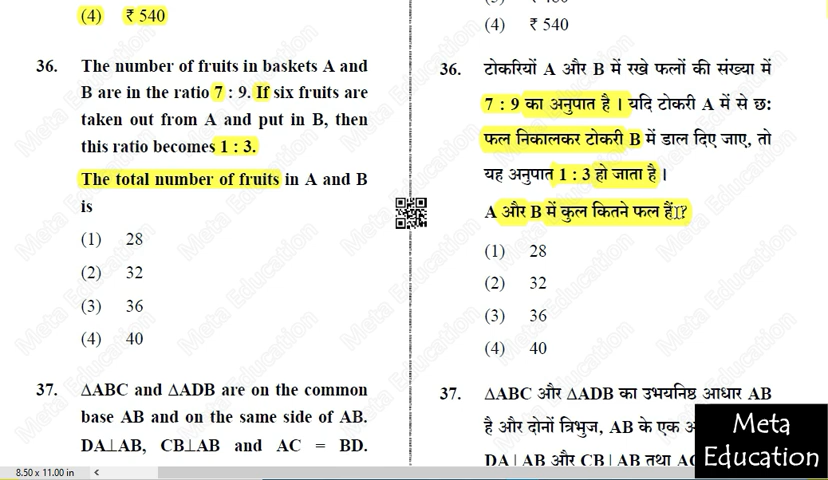 (4) ₹ 540
36. The number of fruits in baskets A and
B are in the ratio 7 : 9. If six fruits are
taken out from A and put in B, then
this ratio becomes 1 : 3.
The total number of fruits in A and B
is
(1) 28
(2) 32
(3) 36
(4) 40
37. ΔABC and ΔADB are on the common
base AB and on the same side of AB.
DA⊥AB, CB⊥AB and AC = BD.
(4) ₹ 540
36. टोकरियों A और B में रखे फलों की संख्या में
7 : 9 का अनुपात है । यदि टोकरी A में से छः
फल निकालकर टोकरी B में डाल दिए जाए, तो
यह अनुपात 1 : 3 हो जाता है ।
A और B में कुल कितने फल हैं ?
(1) 28
(2) 32
(3) 36
(4) 40
37. ΔABC और ΔADB का उभयनिष्ठ आधार AB
है और दोनों त्रिभुज, AB के एक
DA⊥AB और CB⊥AB तथा
Meta
Education
8.50 x 11.00 in